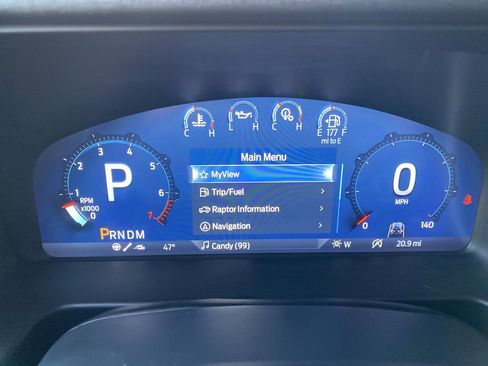 C H L H C H E 177 F
mi to E
Main Menu
MyView
Trip/Fuel
Raptor Information
Navigation
1 2 3 4 5 6 7
RPM
x1000
0
P
0
MPH
0 140
PRNDM
47° Candy (99) W 20.9 mi